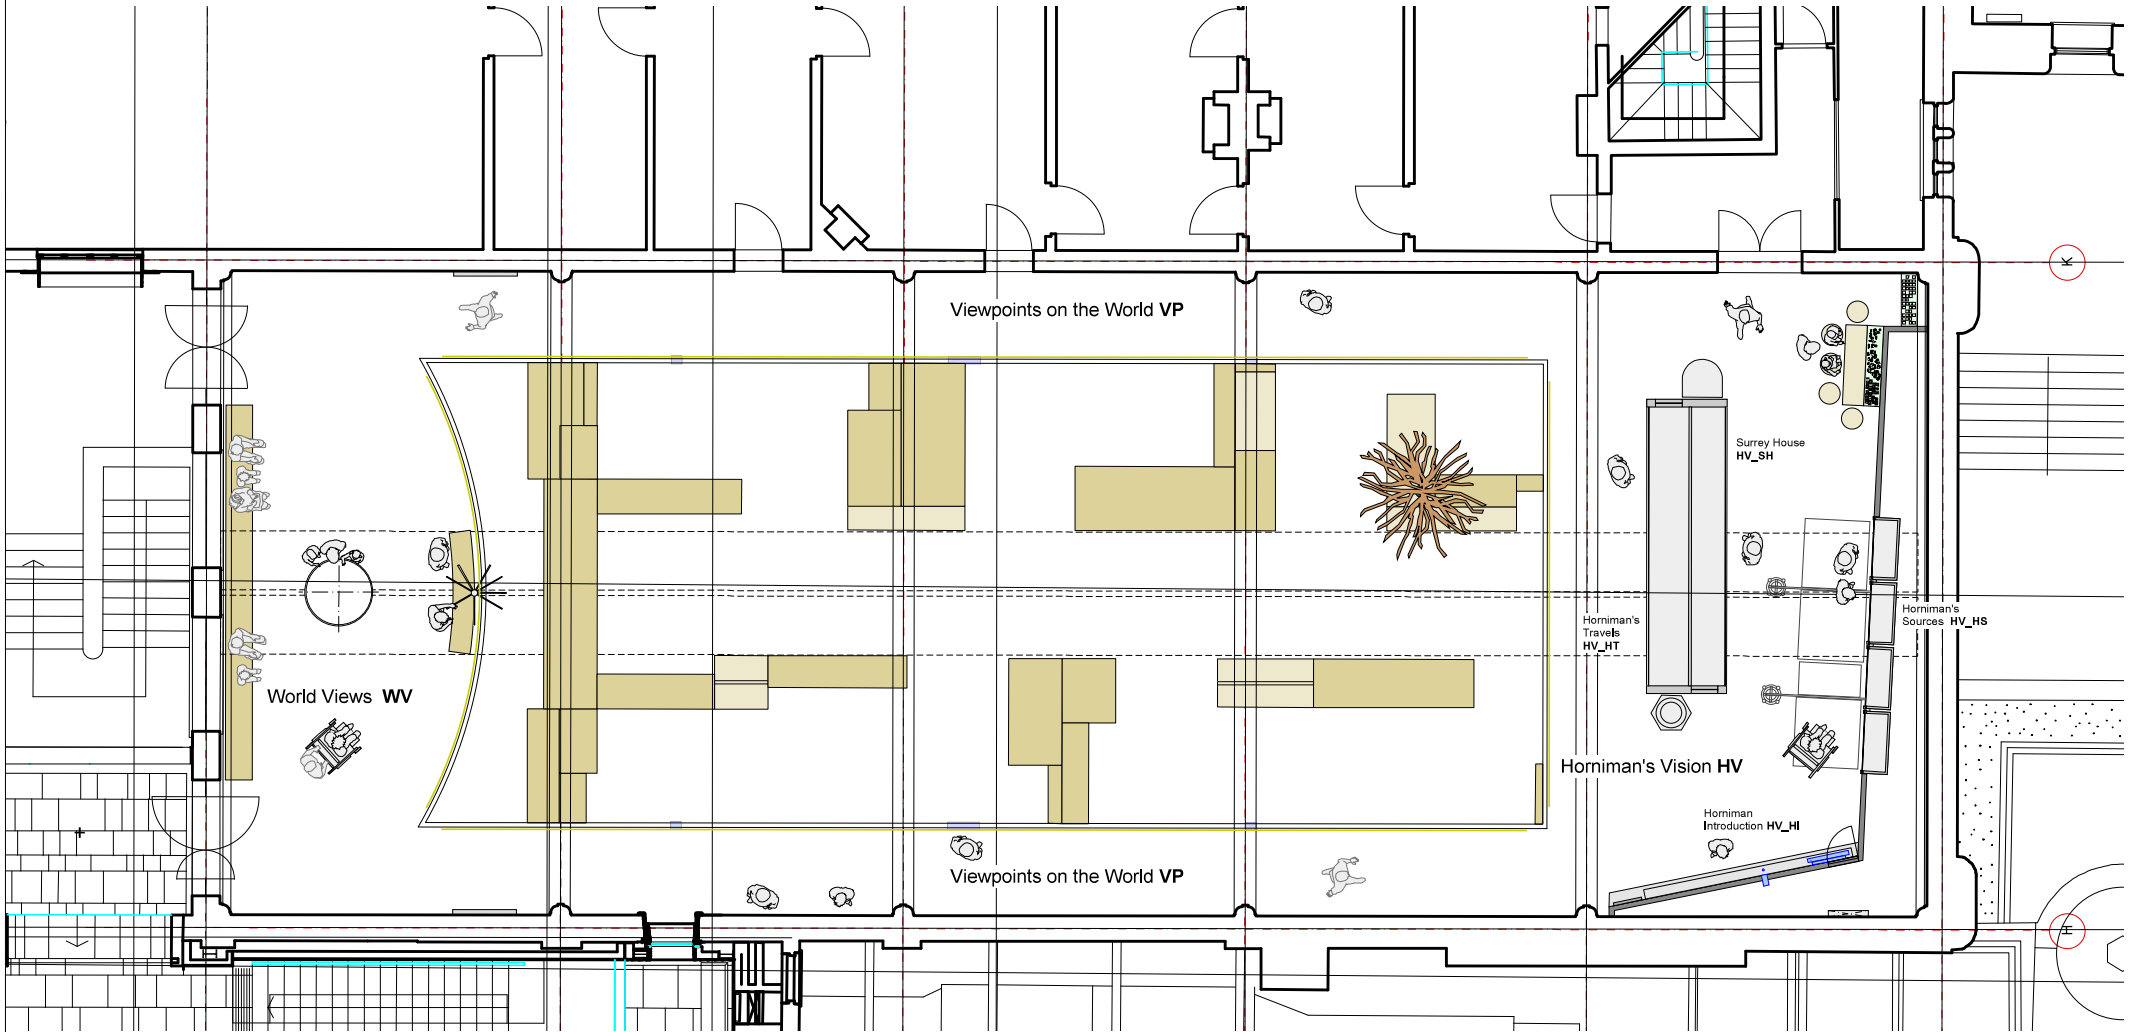 Viewpoints on the World VP
K
Surrey House
HV_SH
Horniman's
Travels
HV_HT
Horniman's
Sources HV_HS
World Views WV
Horniman's Vision HV
Horniman
Introduction HV_HI
Viewpoints on the World VP
H